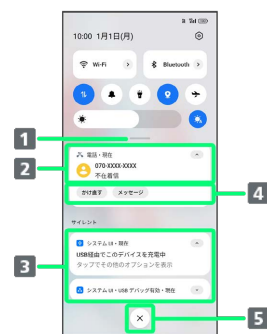 10:00 1月1日(月)
Wi-Fi
Bluetooth
1
2
電話・現在
070-XXXX-XXXX
不在着信
かけ直す メッセージ
4
サイレント
3
システム UI・現在
USB経由でこのデバイスを充電中
タップでその他のオプションを表示
システム UI・USB デバッグ有効・現在
5